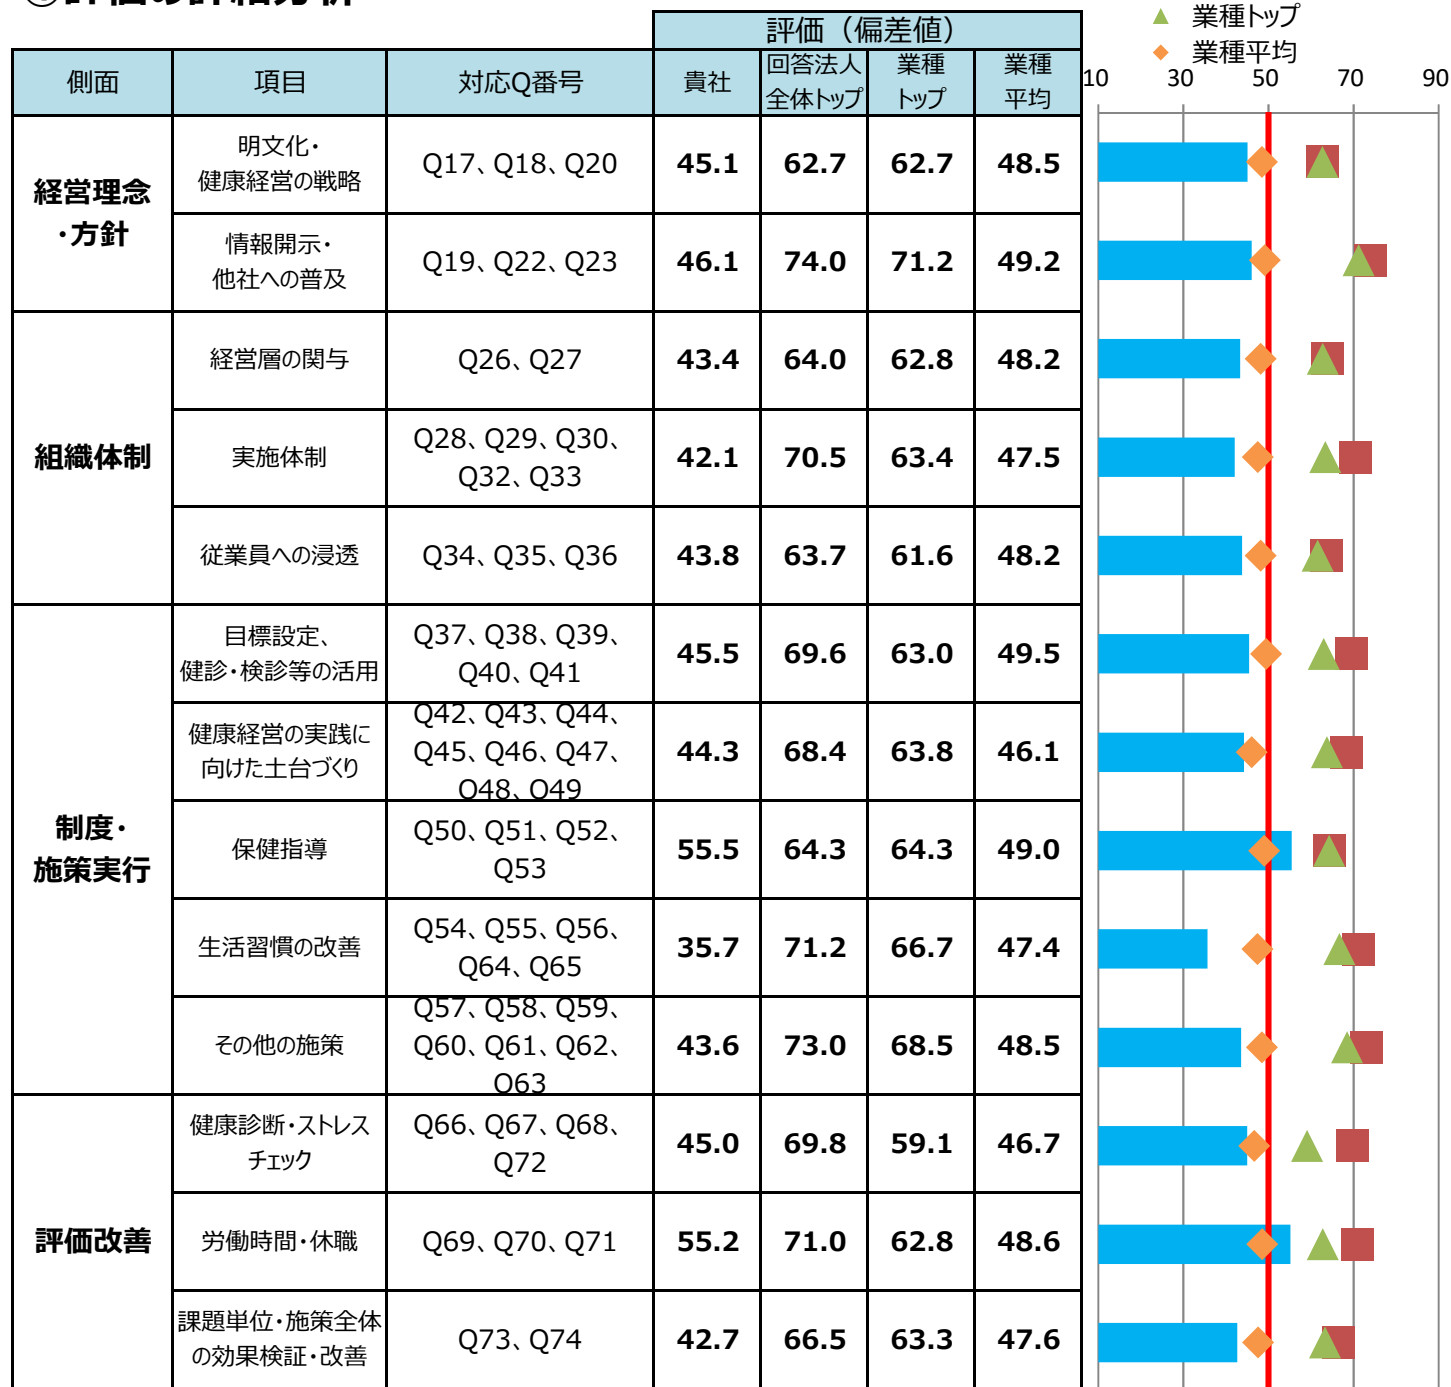 ①評価の詳細分析
▲ 業種トップ
◆ 業種平均
評価（偏差値）
側面 項目 対応Q番号 貴社 回答法人 業種 業種
全体トップ トップ 平均
10 30 50 70 90
経営理念
・方針
明文化・
健康経営の戦略
Q17、Q18、Q20 45.1 62.7 62.7 48.5
情報開示・
他社への普及
Q19、Q22、Q23 46.1 74.0 71.2 49.2
組織体制
経営層の関与 Q26、Q27 43.4 64.0 62.8 48.2
実施体制
Q28、Q29、Q30、
Q32、Q33
42.1 70.5 63.4 47.5
従業員への浸透 Q34、Q35、Q36 43.8 63.7 61.6 48.2
制度・
施策実行
目標設定、
健診・検診等の活用
Q37、Q38、Q39、
Q40、Q41
45.5 69.6 63.0 49.5
健康経営の実践に
向けた土台づくり
Q42、Q43、Q44、
Q45、Q46、Q47、
Q48、Q49
44.3 68.4 63.8 46.1
保健指導
Q50、Q51、Q52、
Q53
55.5 64.3 64.3 49.0
生活習慣の改善
Q54、Q55、Q56、
Q64、Q65
35.7 71.2 66.7 47.4
その他の施策
Q57、Q58、Q59、
Q60、Q61、Q62、
Q63
43.6 73.0 68.5 48.5
評価改善
健康診断・ストレス
チェック
Q66、Q67、Q68、
Q72
45.0 69.8 59.1 46.7
労働時間・休職 Q69、Q70、Q71 55.2 71.0 62.8 48.6
課題単位・施策全体
の効果検証・改善
Q73、Q74 42.7 66.5 63.3 47.6